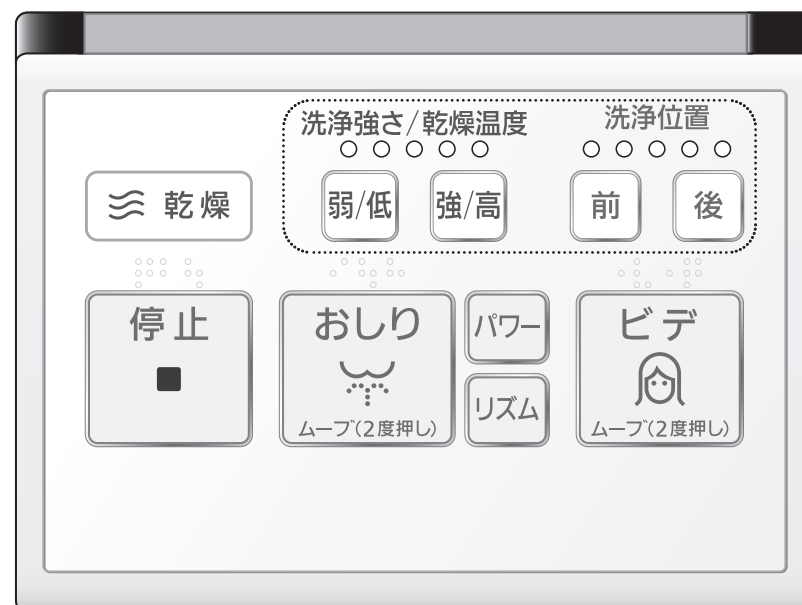 洗浄強さ/乾燥温度
洗浄位置
乾燥
弱/低
強/高
前
後
停止
おしり
ムーブ(2度押し)
パワー
リズム
ビデ
ムーブ(2度押し)